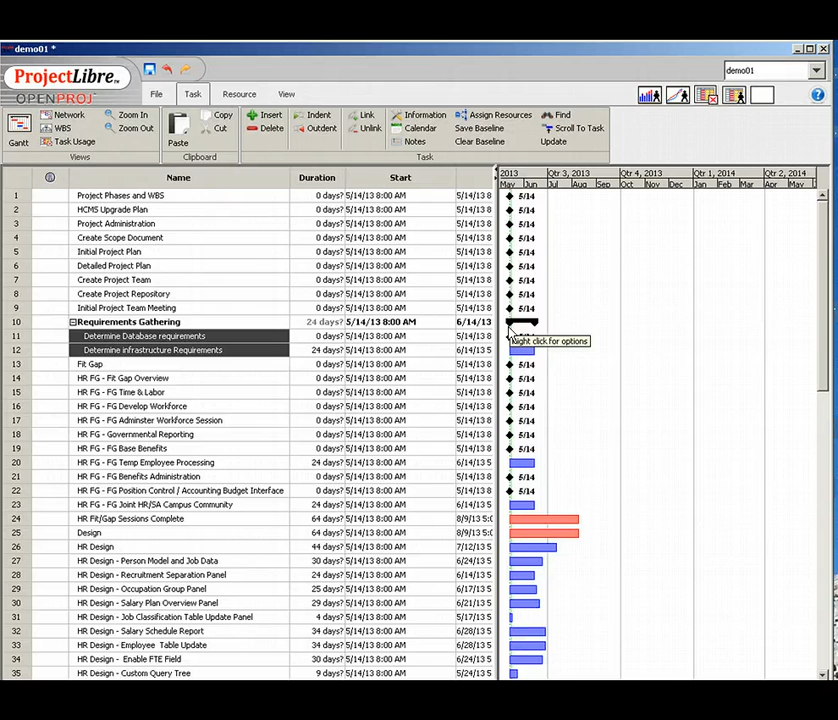 demo01 *
ProjectLibre™
OPENPROJ
File Task Resource View
demo01
Gantt
Network
WBS
Task Usage
Zoom In
Zoom Out
Views
Paste
Copy
Cut
Clipboard
Insert
Delete
Indent
Outdent
Link
Unlink
Information
Calendar
Notes
Assign Resources
Save Baseline
Clear Baseline
Find
Scroll To Task
Update
Task
Name Duration Start
2013 Qtr 3, 2013 Qtr 4, 2013 Qtr 1, 2014 Qtr 2, 2014
May Jun Jul Aug Sep Oct Nov Dec Jan Feb Mar Apr May
1 Project Phases and WBS 0 days? 5/14/13 8:00 AM 5/14/13 8 5/14
2 HCMS Upgrade Plan 0 days? 5/14/13 8:00 AM 5/14/13 8 5/14
3 Project Administration 0 days? 5/14/13 8:00 AM 5/14/13 8 5/14
4 Create Scope Document 0 days? 5/14/13 8:00 AM 5/14/13 8 5/14
5 Initial Project Plan 0 days? 5/14/13 8:00 AM 5/14/13 8 5/14
6 Detailed Project Plan 0 days? 5/14/13 8:00 AM 5/14/13 8 5/14
7 Create Project Team 0 days? 5/14/13 8:00 AM 5/14/13 8 5/14
8 Create Project Repository 0 days? 5/14/13 8:00 AM 5/14/13 8 5/14
9 Initial Project Team Meeting 0 days? 5/14/13 8:00 AM 5/14/13 8 5/14
10 Requirements Gathering 24 days? 5/14/13 8:00 AM 6/14/13
11 Determine Database requirements 0 days? 5/14/13 8:00 AM 5/14/13 8
Right click for options
12 Determine infrastructure Requirements 24 days? 5/14/13 8:00 AM 6/14/13 5
13 Fit Gap 0 days? 5/14/13 8:00 AM 5/14/13 8 5/14
14 HR FG - Fit Gap Overview 0 days? 5/14/13 8:00 AM 5/14/13 8 5/14
15 HR FG - Time & Labor 0 days? 5/14/13 8:00 AM 5/14/13 8 5/14
16 HR FG - Develop Workforce 0 days? 5/14/13 8:00 AM 5/14/13 8 5/14
17 HR FG - Adminster Workforce Session 0 days? 5/14/13 8:00 AM 5/14/13 8 5/14
18 HR FG - Governmental Reporting 0 days? 5/14/13 8:00 AM 5/14/13 8 5/14
19 HR FG - Base Benefits 0 days? 5/14/13 8:00 AM 5/14/13 8 5/14
20 HR FG - Temp Employee Processing 24 days? 5/14/13 8:00 AM 6/14/13 5
21 HR FG - Benefits Administration 0 days? 5/14/13 8:00 AM 5/14/13 8 5/14
22 HR FG - Position Control / Accounting Budget Interface 0 days? 5/14/13 8:00 AM 5/14/13 8 5/14
23 HR FG - Joint HR/SA Campus Community 24 days? 5/14/13 8:00 AM 6/14/13 5
24 HR Fit/Gap Sessions Complete 64 days? 5/14/13 8:00 AM 8/9/13 5:0
25 Design 64 days? 5/14/13 8:00 AM 8/9/13 5:0
26 HR Design 44 days? 5/14/13 8:00 AM 7/12/13 5
27 HR Design - Person Model and Job Data 30 days? 5/14/13 8:00 AM 6/24/13 5
28 HR Design - Recruitment Separation Panel 24 days? 5/14/13 8:00 AM 6/14/13 5
29 HR Design - Occupation Group Panel 25 days? 5/14/13 8:00 AM 6/17/13 5
30 HR Design - Salary Plan Overview Panel 29 days? 5/14/13 8:00 AM 6/21/13 5
31 HR Design - Job Classification Table Update Panel 4 days? 5/14/13 8:00 AM 5/17/13 5
32 HR Design - Salary Schedule Report 34 days? 5/14/13 8:00 AM 6/28/13 5
33 HR Design - Employee Table Update 34 days? 5/14/13 8:00 AM 6/28/13 5
34 HR Design - Enable FTE Field 30 days? 5/14/13 8:00 AM 6/24/13 5
35 HR Design - Custom Query Tree 9 days? 5/14/13 8:00 AM 5/24/13 5